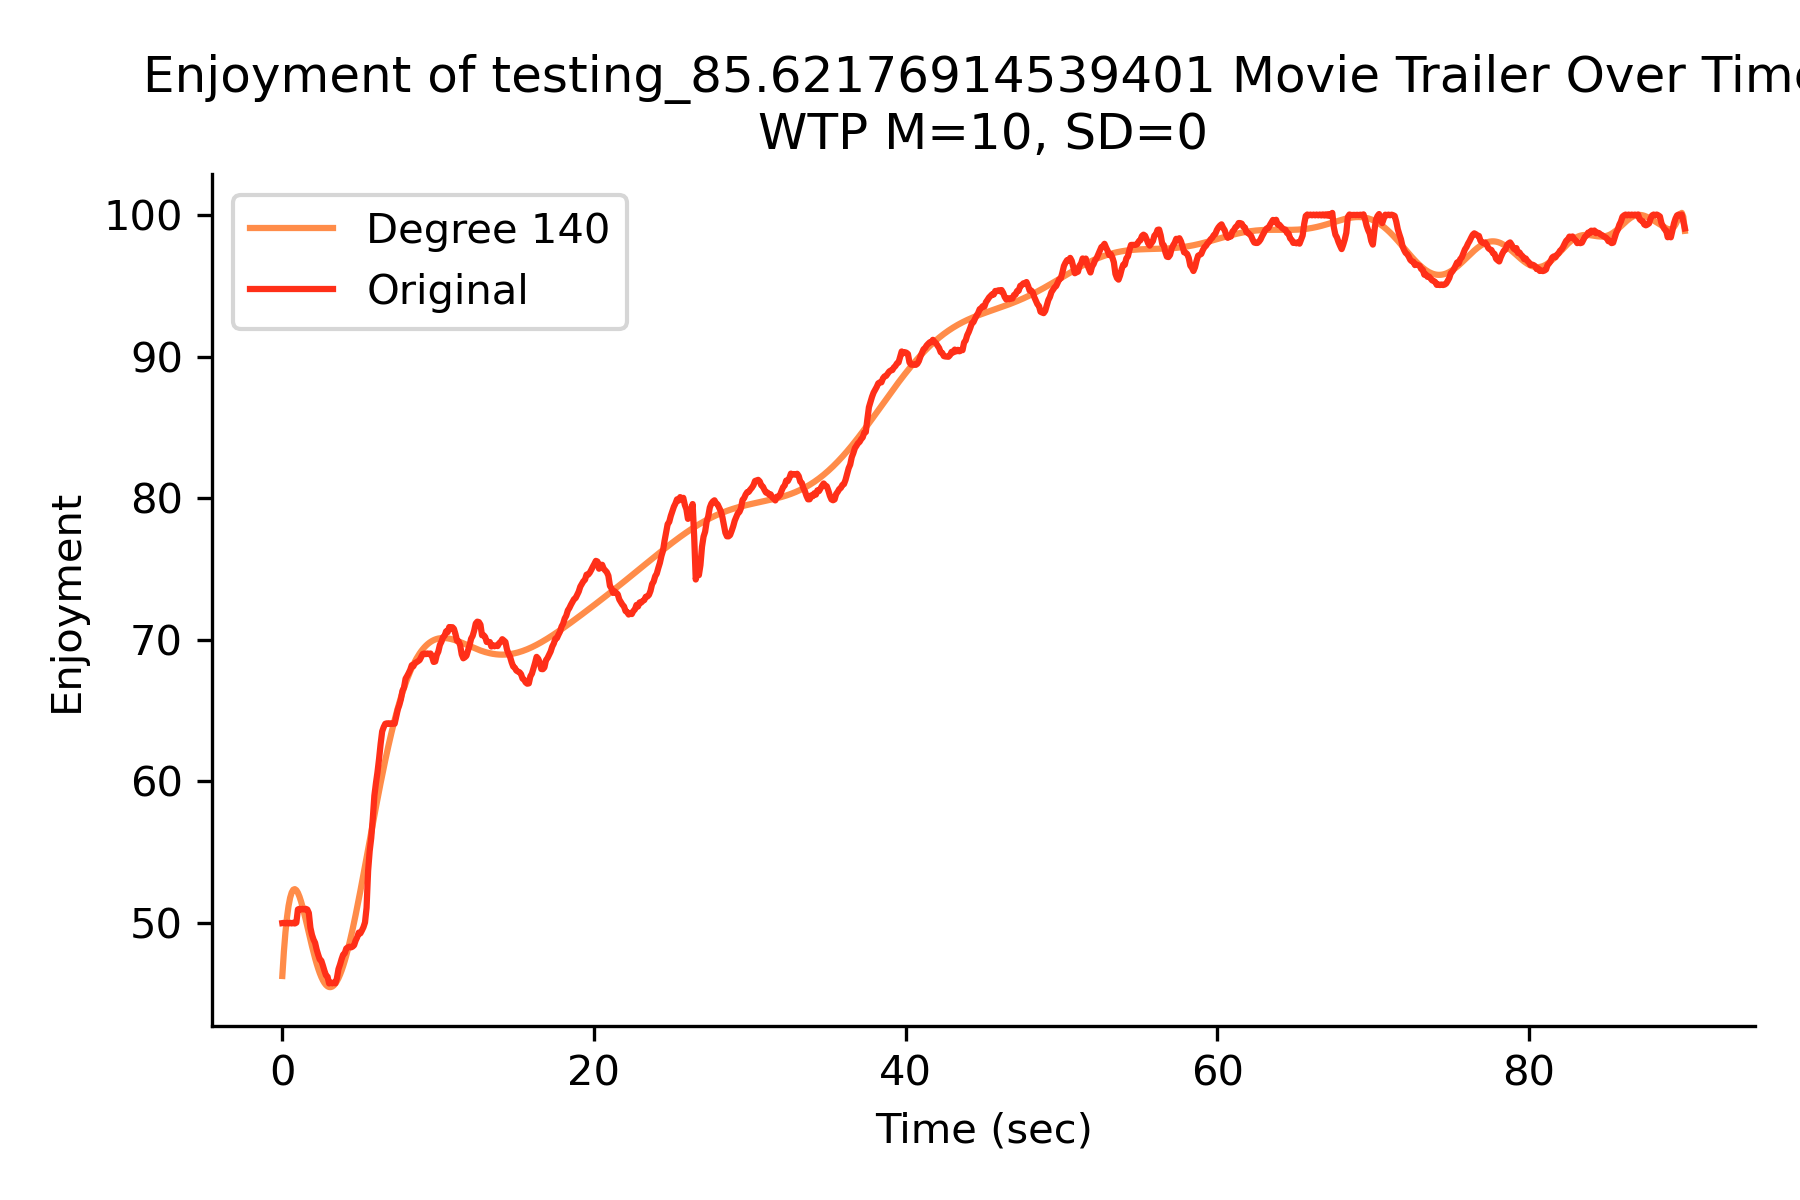 Enjoyment of testing_85.62176914539401 Movie Trailer Over Time
WTP M=10, SD=0
Degree 140
Original
100
90
80
70
60
50
Enjoyment
0 20 40 60 80
Time (sec)